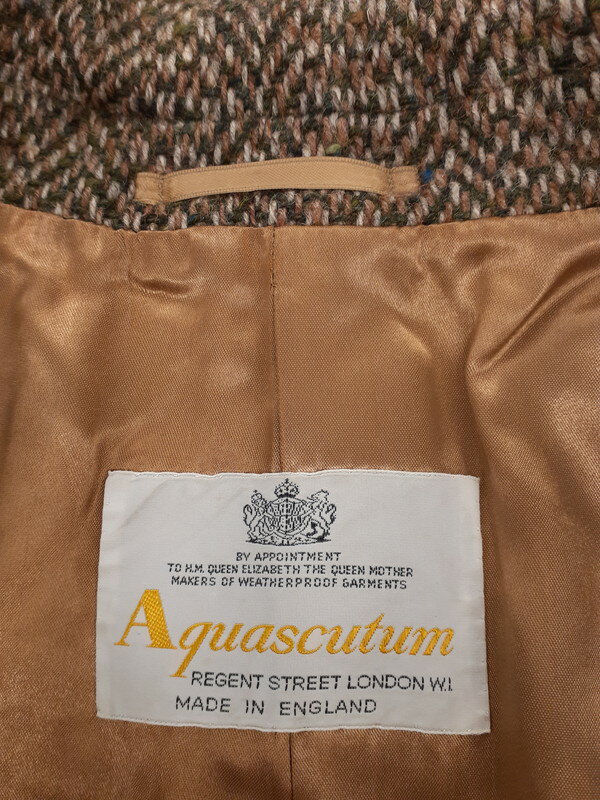 BY APPOINTMENT
TO H.M. QUEEN ELIZABETH THE QUEEN MOTHER
MAKERS OF WEATHERPROOF GARMENTS
Aquascutum
REGENT STREET LONDON W.1.
MADE IN ENGLAND